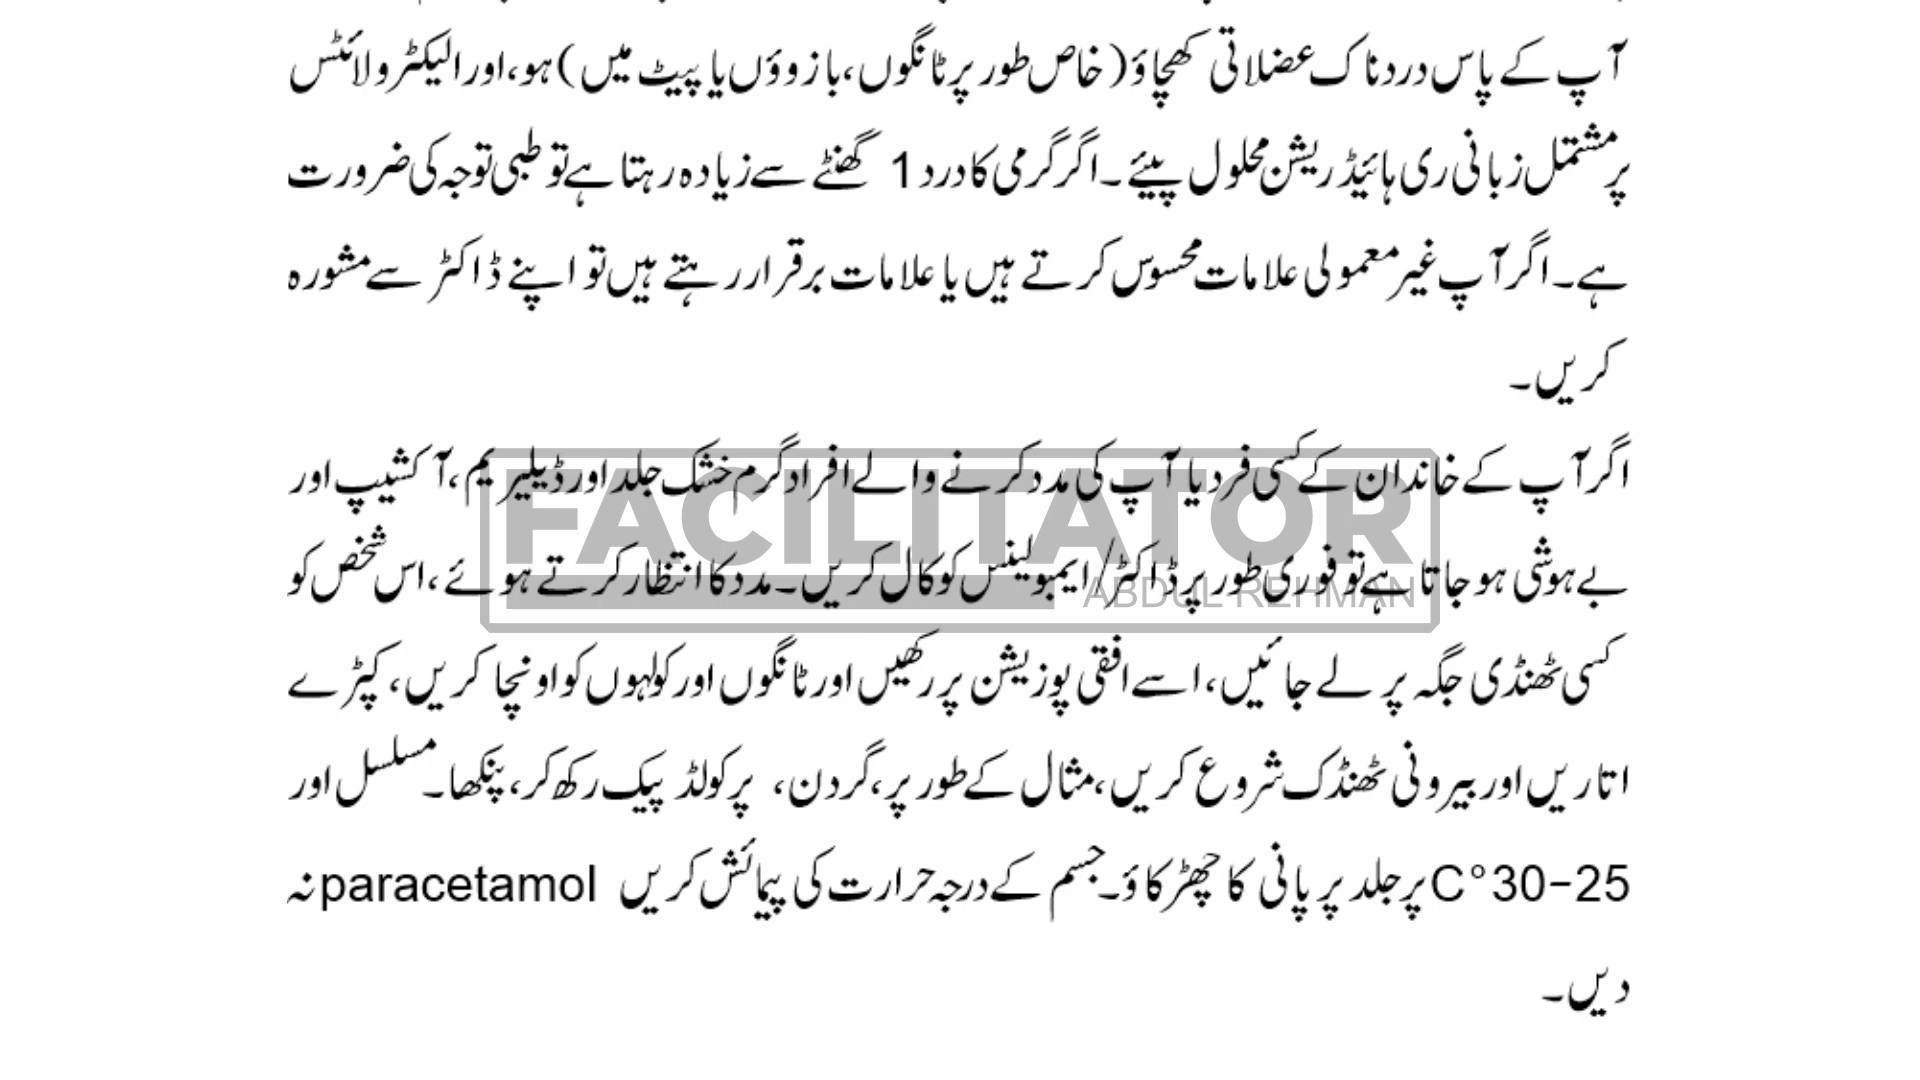 آپ کے پاس دردناک عضلاتی کھچاؤ (خاص طور پر ٹانگوں، بازوؤں یا پیٹ میں) ہو، اور الیکٹرولائٹس
پر مشتمل زبانی ری ہائیڈریشن محلول پیئے۔ اگر گرمی کا درد 1 گھنٹے سے زیادہ رہتا ہے تو طبی توجہ کی ضرورت
ہے۔ اگر آپ غیر معمولی علامات محسوس کرتے ہیں یا علامات برقرار رہتے ہیں تو اپنے ڈاکٹر سے مشورہ
کریں۔
اگر آپ کے خاندان کے کسی فرد یا آپ کی مدد کرنے والے افراد گرم خشک جلد اور ڈیلیریم، آکشیپ اور
FACILITATOR
بے ہوشی ہو جاتا ہے تو فوری طور پر ڈاکٹر/ ایمبولینس کو کال کریں۔ مدد کا انتظار کرتے ہوئے، اس شخص کو
ABDUL REHMAN
کسی ٹھنڈی جگہ پر لے جائیں، اسے افقی پوزیشن پر رکھیں اور ٹانگوں اور کولہوں کو اونچا کریں، کپڑے
اتاریں اور بیرونی ٹھنڈک شروع کریں، مثال کے طور پر، گردن، پر کولڈ پیک رکھ کر، پنکھا۔ مسلسل اور
25-30°C پر جلد پر پانی کا چھڑکاؤ۔ جسم کے درجہ حرارت کی پیمائش کریں paracetamol نہ
دیں۔